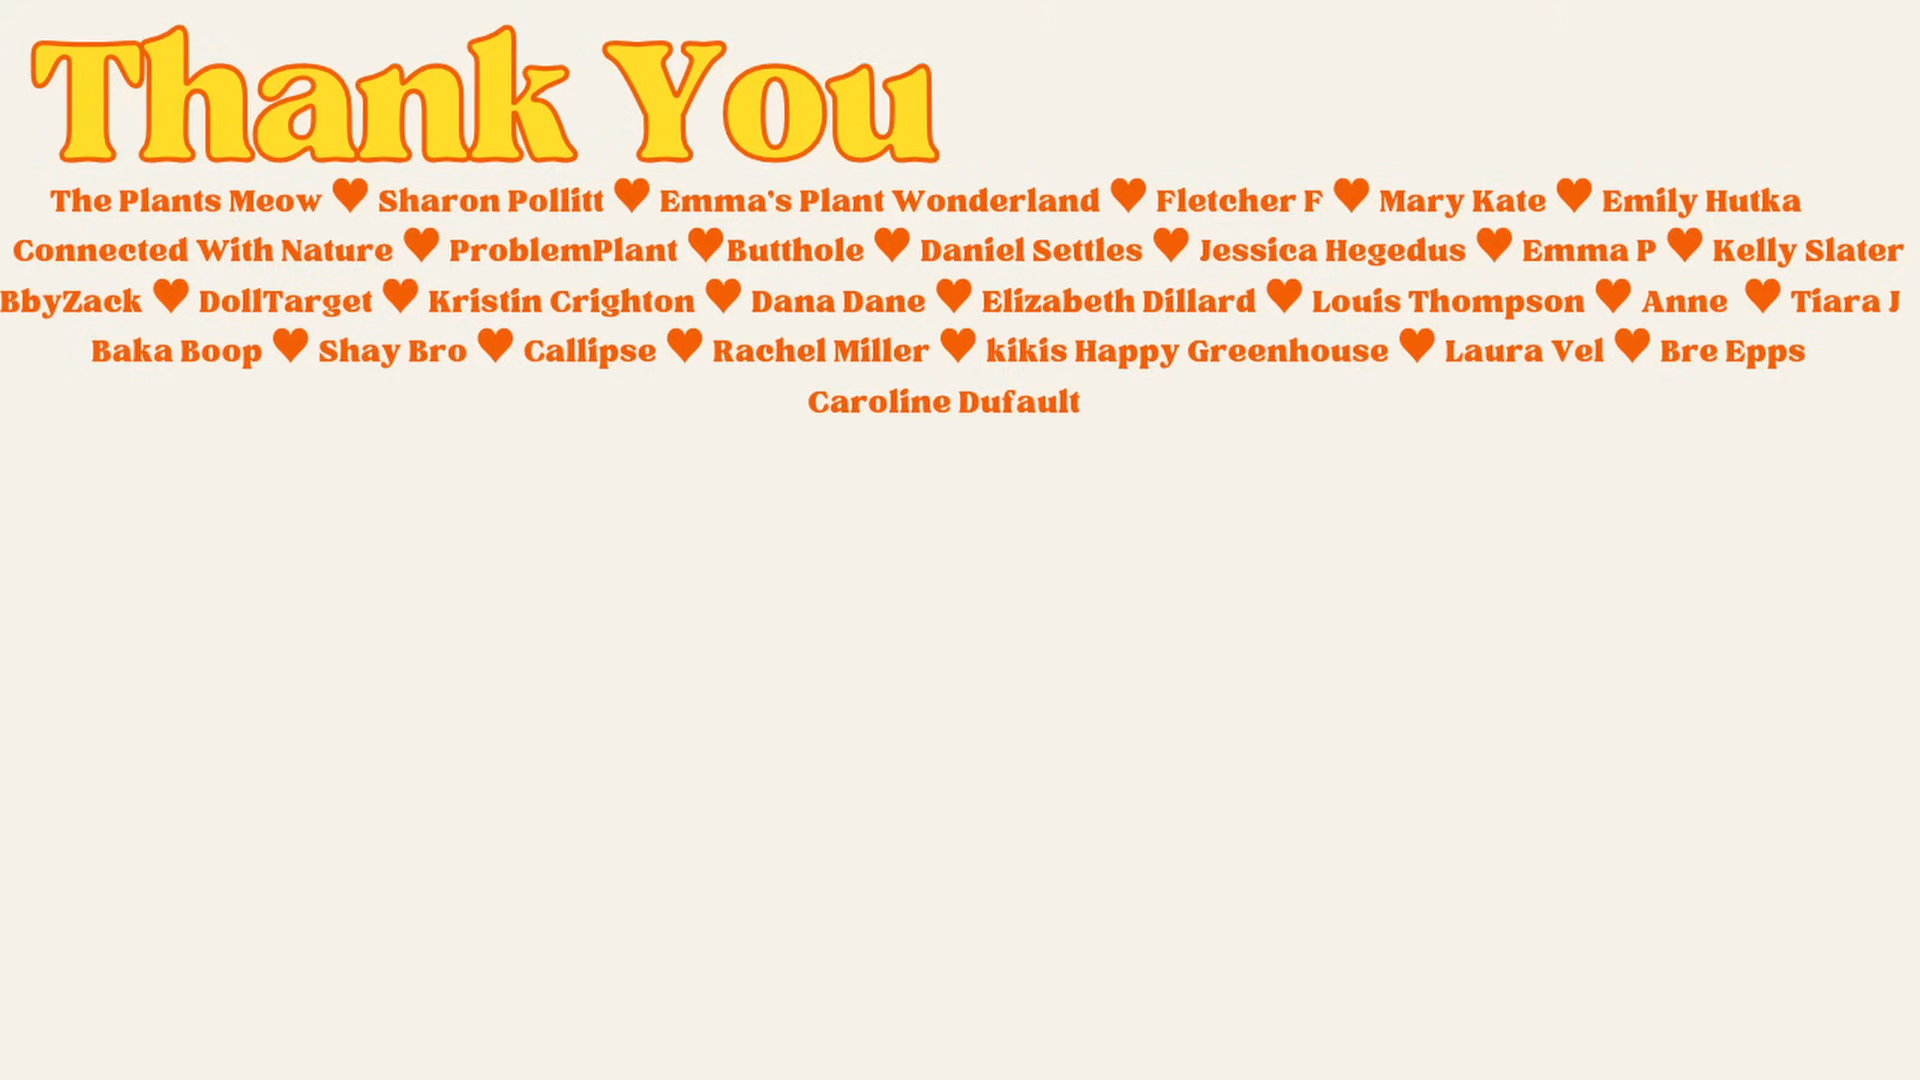 Thank You
The Plants Meow ♥ Sharon Pollitt ♥ Emma's Plant Wonderland ♥ Fletcher F ♥ Mary Kate ♥ Emily Hutka
Connected With Nature ♥ ProblemPlant ♥Butthole ♥ Daniel Settles ♥ Jessica Hegedus ♥ Emma P ♥ Kelly Slater
BbyZack ♥ DollTarget ♥ Kristin Crighton ♥ Dana Dane ♥ Elizabeth Dillard ♥ Louis Thompson ♥ Anne ♥ Tiara J
Baka Boop ♥ Shay Bro ♥ Callipse ♥ Rachel Miller ♥ kikis Happy Greenhouse ♥ Laura Vel ♥ Bre Epps
Caroline Dufault